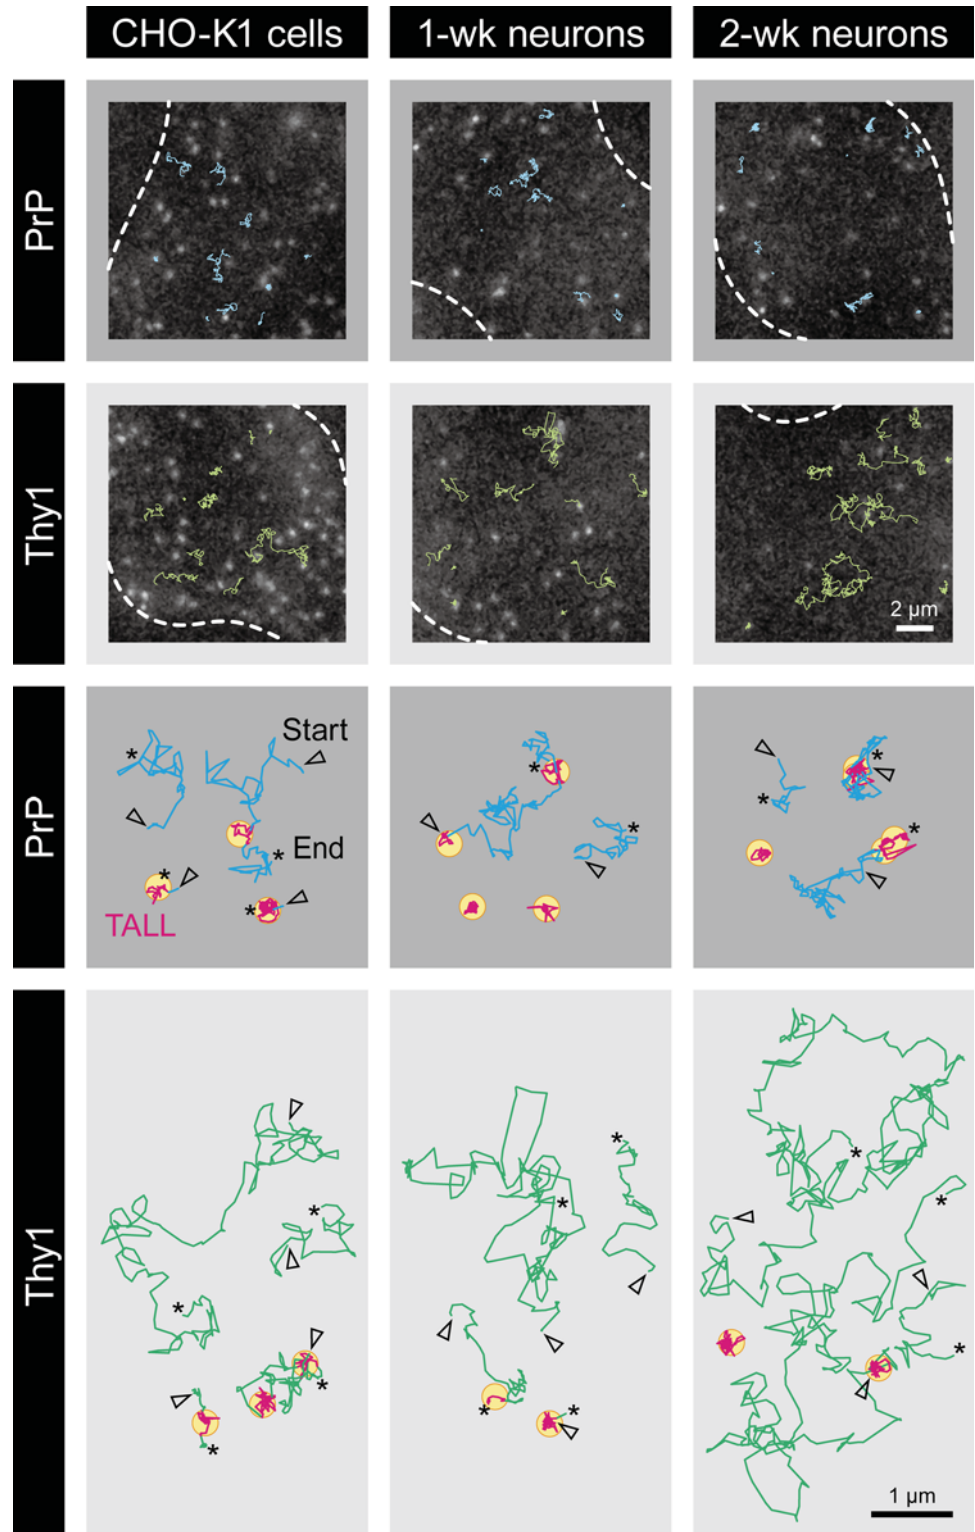 CHO-K1 cells
1-wk neurons
2-wk neurons
PrP
Thy1
2 µm
PrP
Start
*
*
*
End
*
*
*
*
*
*
TALL
*
Thy1
*
*
*
*
*
*
*
*
*
*
*
1 µm